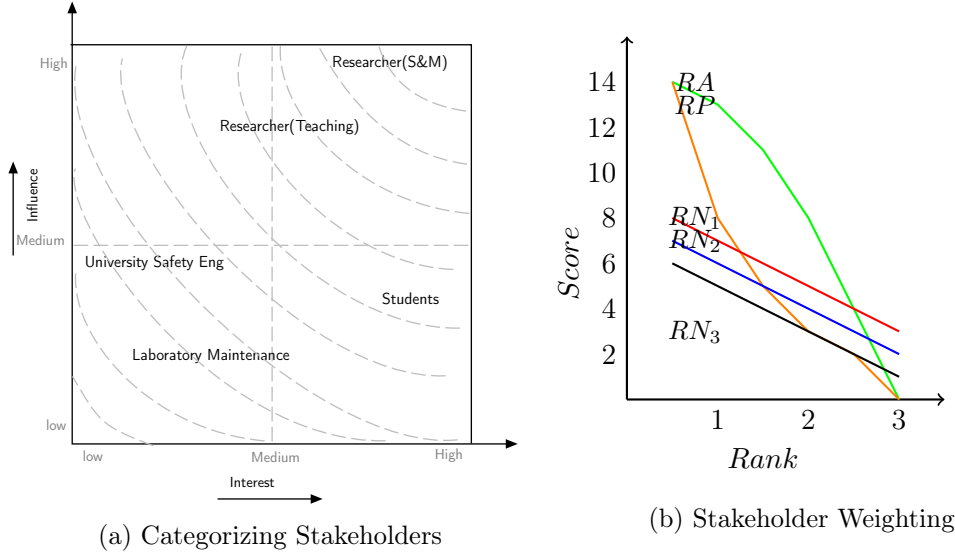 Researcher(S&M)
High
Researcher(Teaching)
Influence
Medium
University Safety Eng
Students
Laboratory Maintenance
low
low
Medium
High
Interest
(a) Categorizing Stakeholders
14
12
10
8
6
4
2
Score
RA
RP
RN1
RN2
RN3
1 2 3
Rank
(b) Stakeholder Weighting